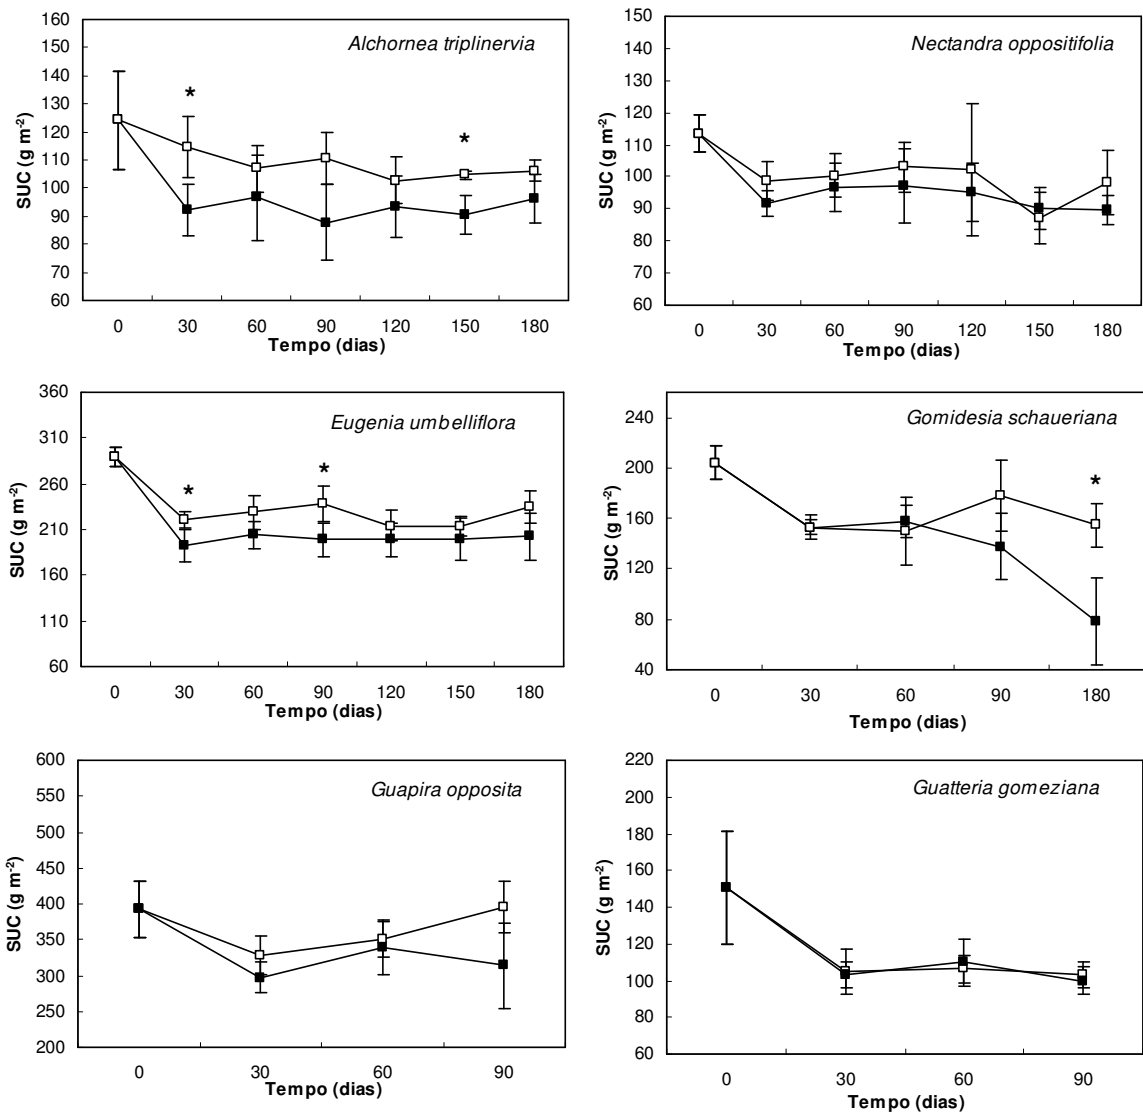 Alchornea triplinervia
160
150
140
130
120
110
100
90
80
70
60
SUC (g m-2)
*
*
0 30 60 90 120 150 180
Tempo (dias)
Nectandra oppositifolia
150
140
130
120
110
100
90
80
70
60
SUC (g m-2)
0 30 60 90 120 150 180
Tempo (dias)
Eugenia umbelliflora
360
310
260
210
160
110
60
SUC (g m-2)
*
*
0 30 60 90 120 150 180
Tempo (dias)
Gomidesia schaueriana
240
200
160
120
80
40
SUC (g m-2)
*
0 30 60 90 180
Tempo (dias)
Guapira opposita
600
550
500
450
400
350
300
250
200
SUC (g m-2)
0 30 60 90
Tempo (dias)
Guatteria gomeziana
220
200
180
160
140
120
100
80
60
SUC (g m-2)
0 30 60 90
Tempo (dias)